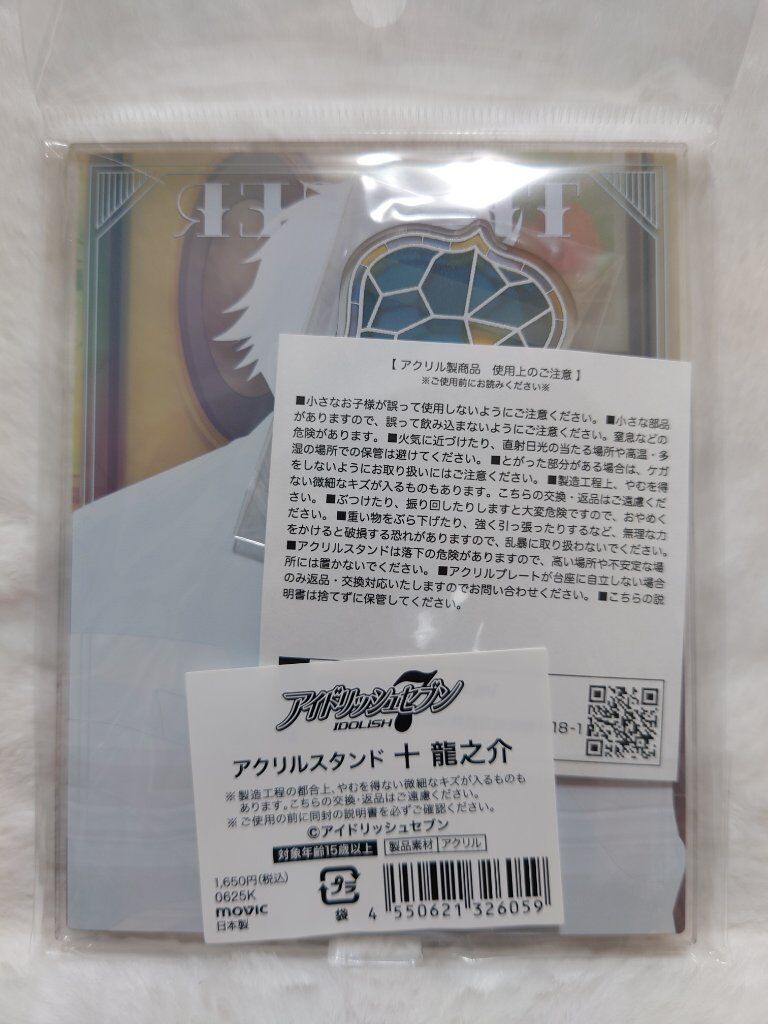 【 アクリル製商品　使用上のご注意 】
※ご使用前にお読みください※
■小さなお子様が誤って使用しないようにご注意ください。 ■小さな部品
がありますので、誤って飲み込まないようにご注意ください。窒息などの
危険があります。 ■火気に近づけたり、直射日光の当たる場所や高温・多
湿の場所での保管は避けてください。 ■とがった部分がある場合は、ケガ
をしないようにお取り扱いにはご注意ください。 ■製造工程上、やむを得
ない微細なキズが入るものもあります。こちらの交換・返品はご遠慮くだ
さい。 ■ぶつけたり、振り回したりしますと大変危険ですので、おやめく
ださい。 ■重い物をぶら下げたり、強く引っ張ったりするなど、無理な力
をかけると破損する恐れがありますので、乱暴に取り扱わないでください。
■アクリルスタンドは落下の危険がありますので、高い場所や不安定な場
所には置かないでください。 ■アクリルプレートが台座に自立しない場合
のみ返品・交換対応いたしますのでお問い合わせください。 ■こちらの説
明書は捨てずに保管してください。
18-1
アイドリッシュセブン
7
IDOLiSH
アクリルスタンド 十 龍之介
※製造工程の都合上、やむを得ない微細なキズが入るものも
あります。こちらの交換・返品はご遠慮ください。
※ご使用の前に同封の説明書を必ずご確認ください。
©アイドリッシュセブン
対象年齢15歳以上 製品素材 アクリル
1,650円(税込)
0625K
movic
日本製
プラ
袋
4 550621 326059